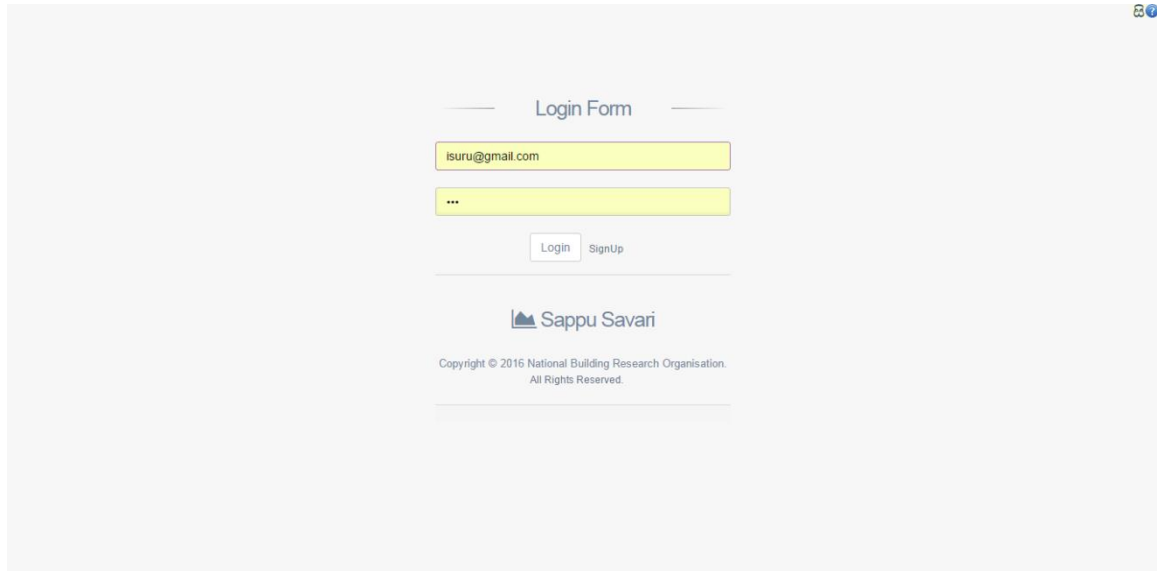 සි
Login Form
isuru@gmail.com
•••
Login SignUp
Sappu Savari
Copyright © 2016 National Building Research Organisation.
All Rights Reserved.